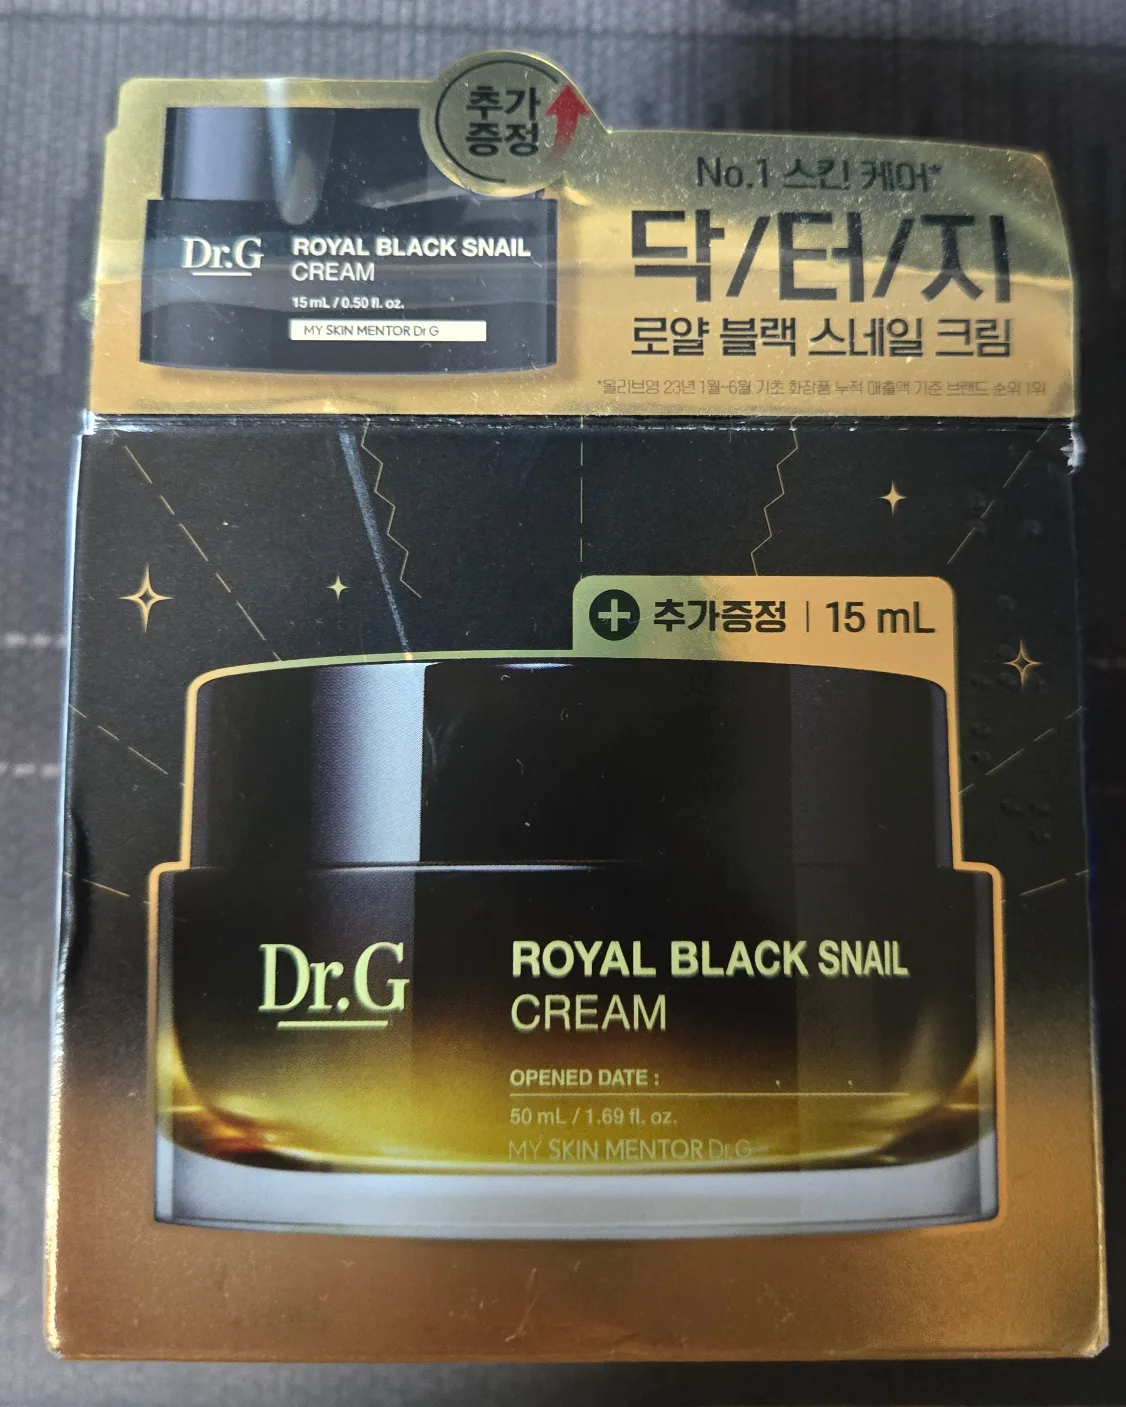 추가
증정
No.1 스킨 케어*
닥/터/지
로얄 블랙 스네일 크림
*올리브영 23년 1월~6월 기초 화장품 누적 매출액 기준 브랜드 순위 1위
Dr.G
ROYAL BLACK SNAIL
CREAM
15 mL / 0.50 fl. oz.
MY SKIN MENTOR Dr.G
추가증정 | 15 mL
Dr.G
ROYAL BLACK SNAIL
CREAM
OPENED DATE : . .
50 mL / 1.69 fl. oz.
MY SKIN MENTOR Dr.G